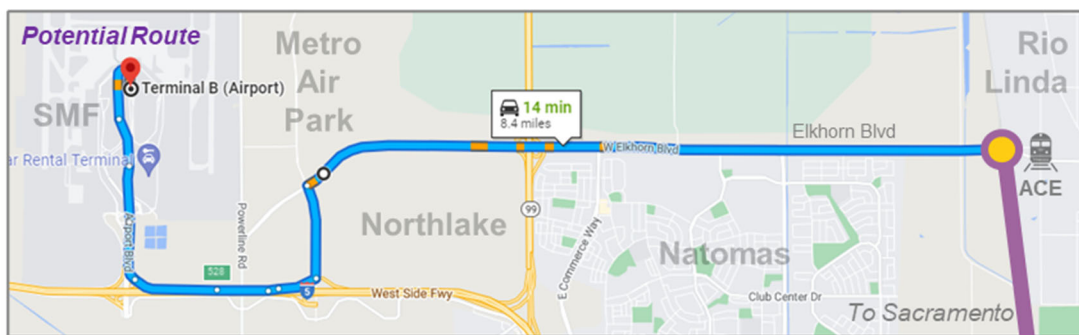 Potential Route
Metro
Air
Park
Rio
Linda
Terminal B (Airport)
SMF
14 min
8.4 miles
Elkhorn Blvd
W Elkhorn Blvd
ar Rental Terminal
ACE
99
Northlake
Natomas
Powerline Rd
Airport Blvd
E Commerce Way
528
5
West Side Fwy
Club Center Dr
To Sacramento